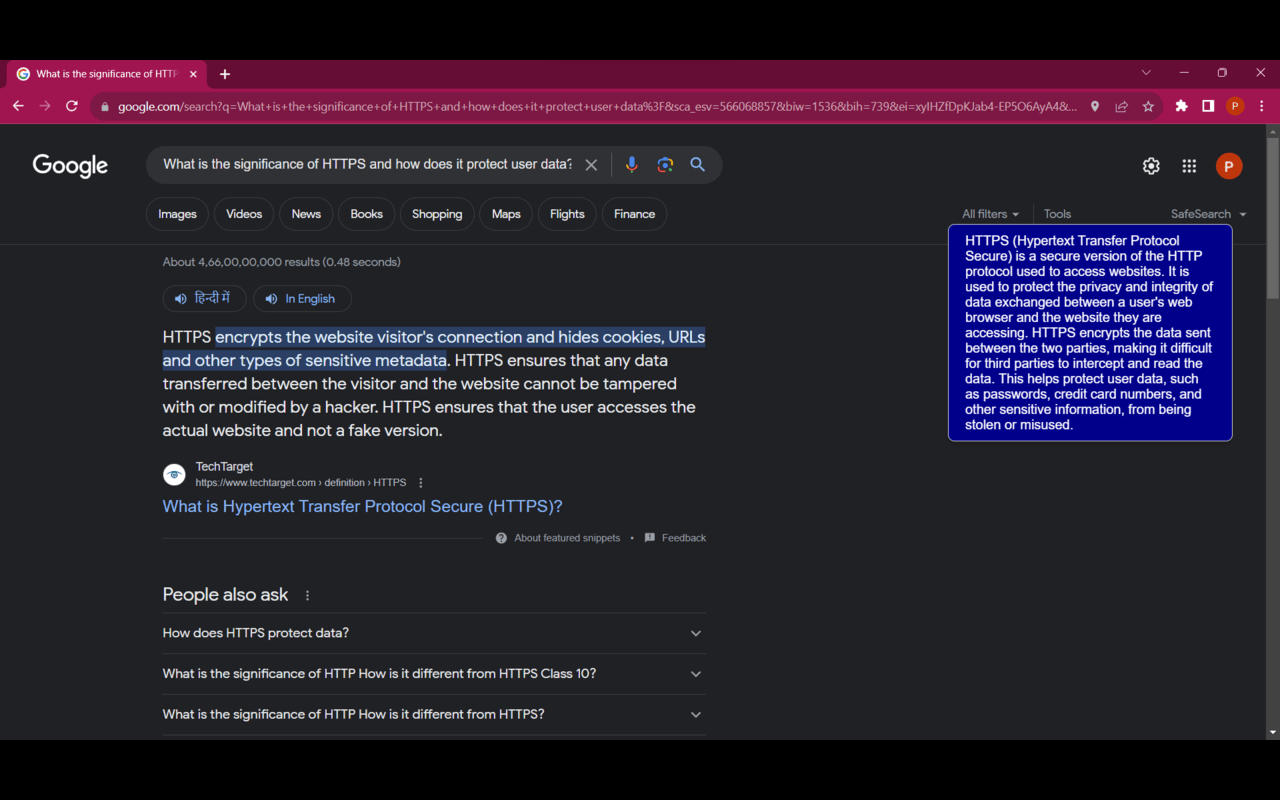 What is the significance of HTTP
google.com/search?q=What+is+the+significance+of+HTTPS+and+how+does+it+protect+user+data%3F&sca_esv=566068857&biw=1536&bih=739&ei=xyIHZfDpKJab4-EP5O6AyA4&...
P
Google
What is the significance of HTTPS and how does it protect user data?
P
Images
Videos
News
Books
Shopping
Maps
Flights
Finance
All filters
Tools
SafeSearch
About 4,66,00,00,000 results (0.48 seconds)
हिन्दी में
In English
HTTPS encrypts the website visitor's connection and hides cookies, URLs
and other types of sensitive metadata. HTTPS ensures that any data
transferred between the visitor and the website cannot be tampered
with or modified by a hacker. HTTPS ensures that the user accesses the
actual website and not a fake version.
TechTarget
https://www.techtarget.com › definition › HTTPS
What is Hypertext Transfer Protocol Secure (HTTPS)?
About featured snippets • Feedback
People also ask
How does HTTPS protect data?
What is the significance of HTTP How is it different from HTTPS Class 10?
What is the significance of HTTP How is it different from HTTPS?
HTTPS (Hypertext Transfer Protocol
Secure) is a secure version of the HTTP
protocol used to access websites. It is
used to protect the privacy and integrity of
data exchanged between a user's web
browser and the website they are
accessing. HTTPS encrypts the data sent
between the two parties, making it difficult
for third parties to intercept and read the
data. This helps protect user data, such
as passwords, credit card numbers, and
other sensitive information, from being
stolen or misused.